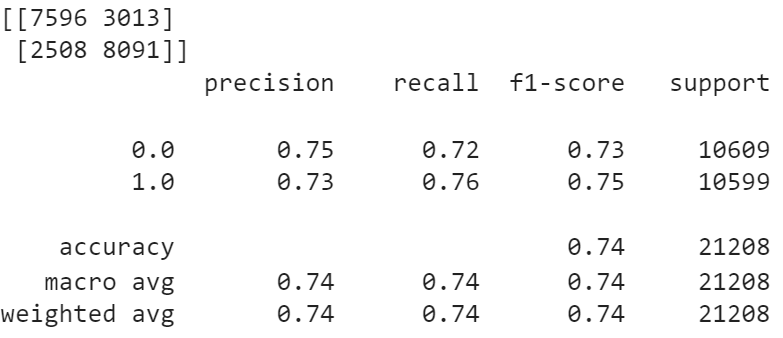 [[7596 3013]
 [2508 8091]]
              precision    recall  f1-score   support

         0.0       0.75      0.72      0.73     10609
         1.0       0.73      0.76      0.75     10599

    accuracy                           0.74     21208
   macro avg       0.74      0.74      0.74     21208
weighted avg       0.74      0.74      0.74     21208